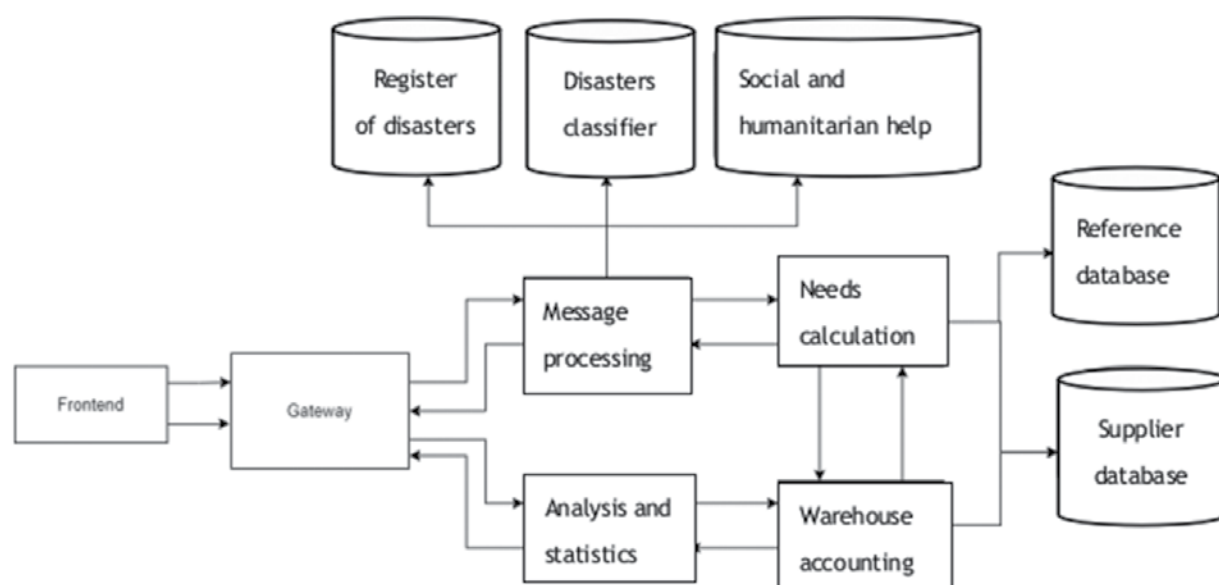 Register
of disasters
Disasters
classifier
Social and
humanitarian help
Reference
database
Message
processing
Needs
calculation
Frontend
Gateway
Supplier
database
Analysis and
statistics
Warehouse
accounting